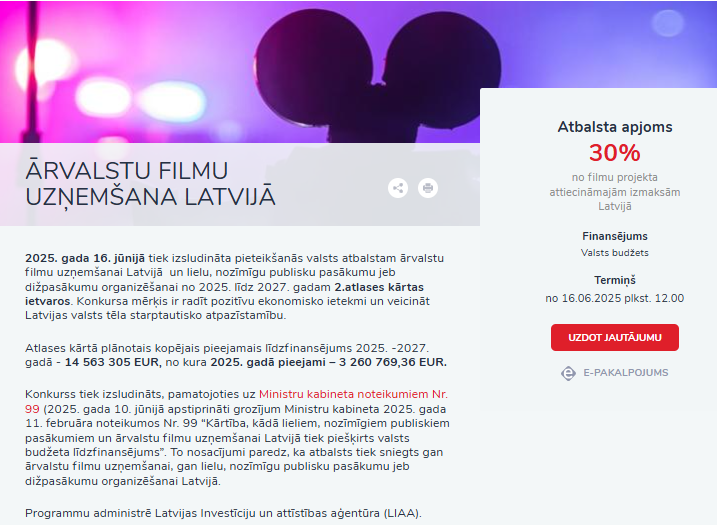 ĀRVALSTU FILMU
UZŅEMŠANA LATVIJĀ
2025. gada 16. jūnijā tiek izsludināta pieteikšanās valsts atbalstam ārvalstu
filmu uzņemšanai Latvijā un lielu, nozīmīgu publisku pasākumu jeb
dižpasākumu organizēšanai no 2025. līdz 2027. gadam 2.atlases kārtas
ietvaros. Konkursa mērķis ir radīt pozitīvu ekonomisko ietekmi un veicināt
Latvijas valsts tēla starptautisko atpazīstamību.
Atlases kārtā plānotais kopējais pieejamais līdzfinansējums 2025. -2027.
gadā - 14 563 305 EUR, no kura 2025. gadā pieejami – 3 260 769,36 EUR.
Konkurss tiek izsludināts, pamatojoties uz Ministru kabineta noteikumiem Nr.
99 (2025. gada 10. jūnijā apstiprināti grozījum Ministru kabineta 2025. gada
11. februāra noteikumos Nr. 99 “Kārtība, kādā lieliem, nozīmīgiem publiskiem
pasākumiem un ārvalstu filmu uzņemšanai Latvijā tiek piešķirts valsts
budžeta līdzfinansējums”. To nosacījumi paredz, ka atbalsts tiek sniegts gan
ārvalstu filmu uzņemšanai, gan lielu, nozīmīgu publisku pasākumu jeb
dižpasākumu organizēšanai Latvijā.
Programmu administrē Latvijas Investīciju un attīstības aģentūra (LIAA).
Atbalsta apjoms
30%
no filmu projekta
attiecināmajām izmaksām
Latvijā
Finansējums
Valsts budžets
Termiņš
no 16.06.2025 plkst. 12.00
UZDOT JAUTĀJUMU
E-PAKALPOJUMS